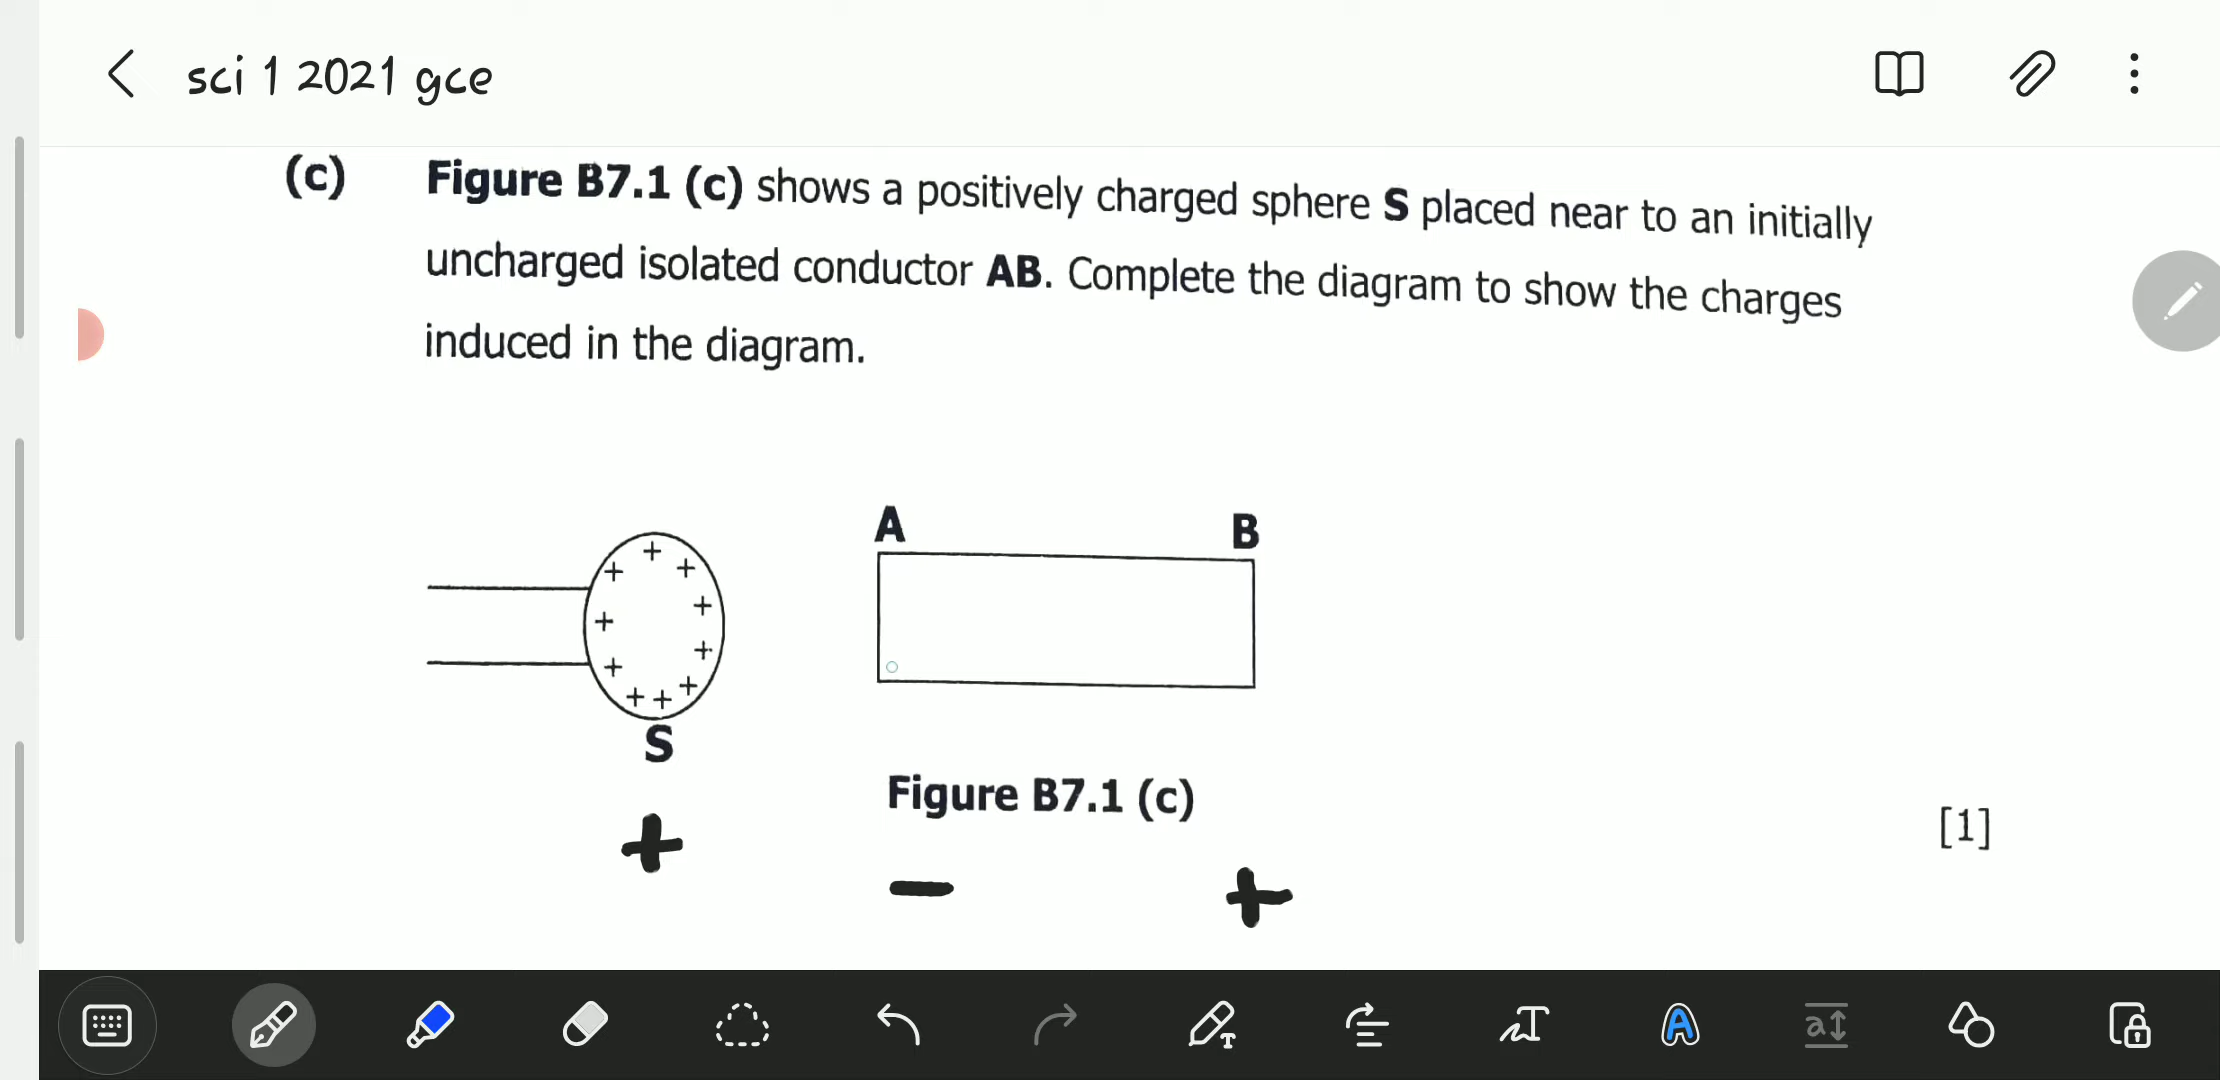 sci 1 2021 gce
(c) Figure B7.1 (c) shows a positively charged sphere S placed near to an initially
uncharged isolated conductor AB. Complete the diagram to show the charges
induced in the diagram.
A B
+ + +
+ +
+ +
+ + + +
S
Figure B7.1 (c)
[1]
+
− +
T T A a